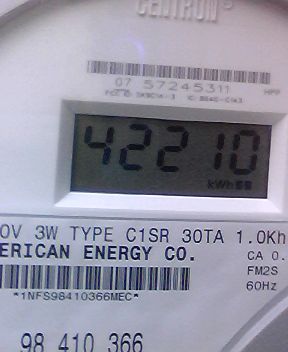 CENTRON®
07 57245311
42210
kWh
0V 3W TYPE C1SR 30TA 1.0Kh
ERICAN ENERGY CO.
CA 0.
FM2S
*1NFS98410366MEC*
60Hz
98 410 366